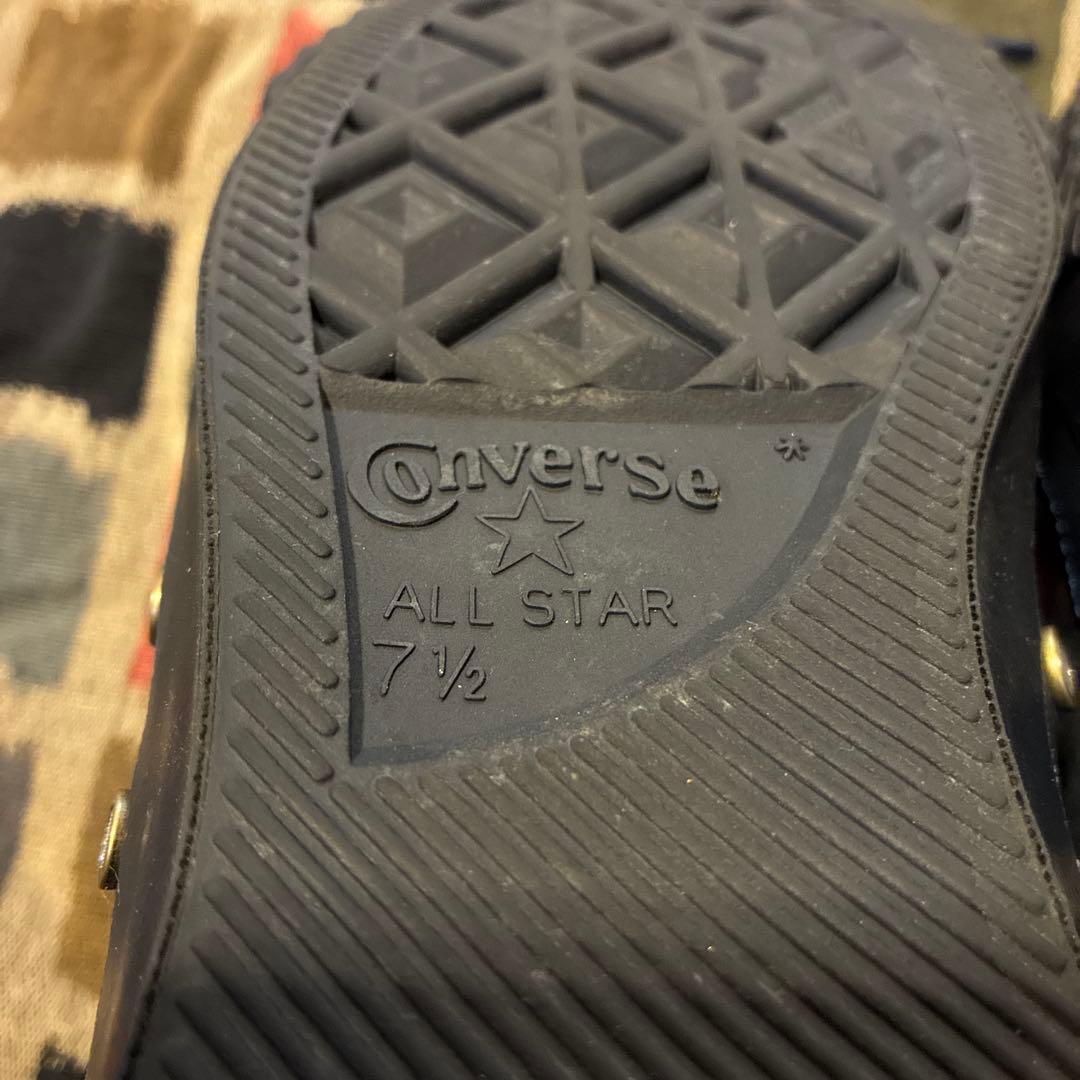 Converse *
ALL STAR
7 ½